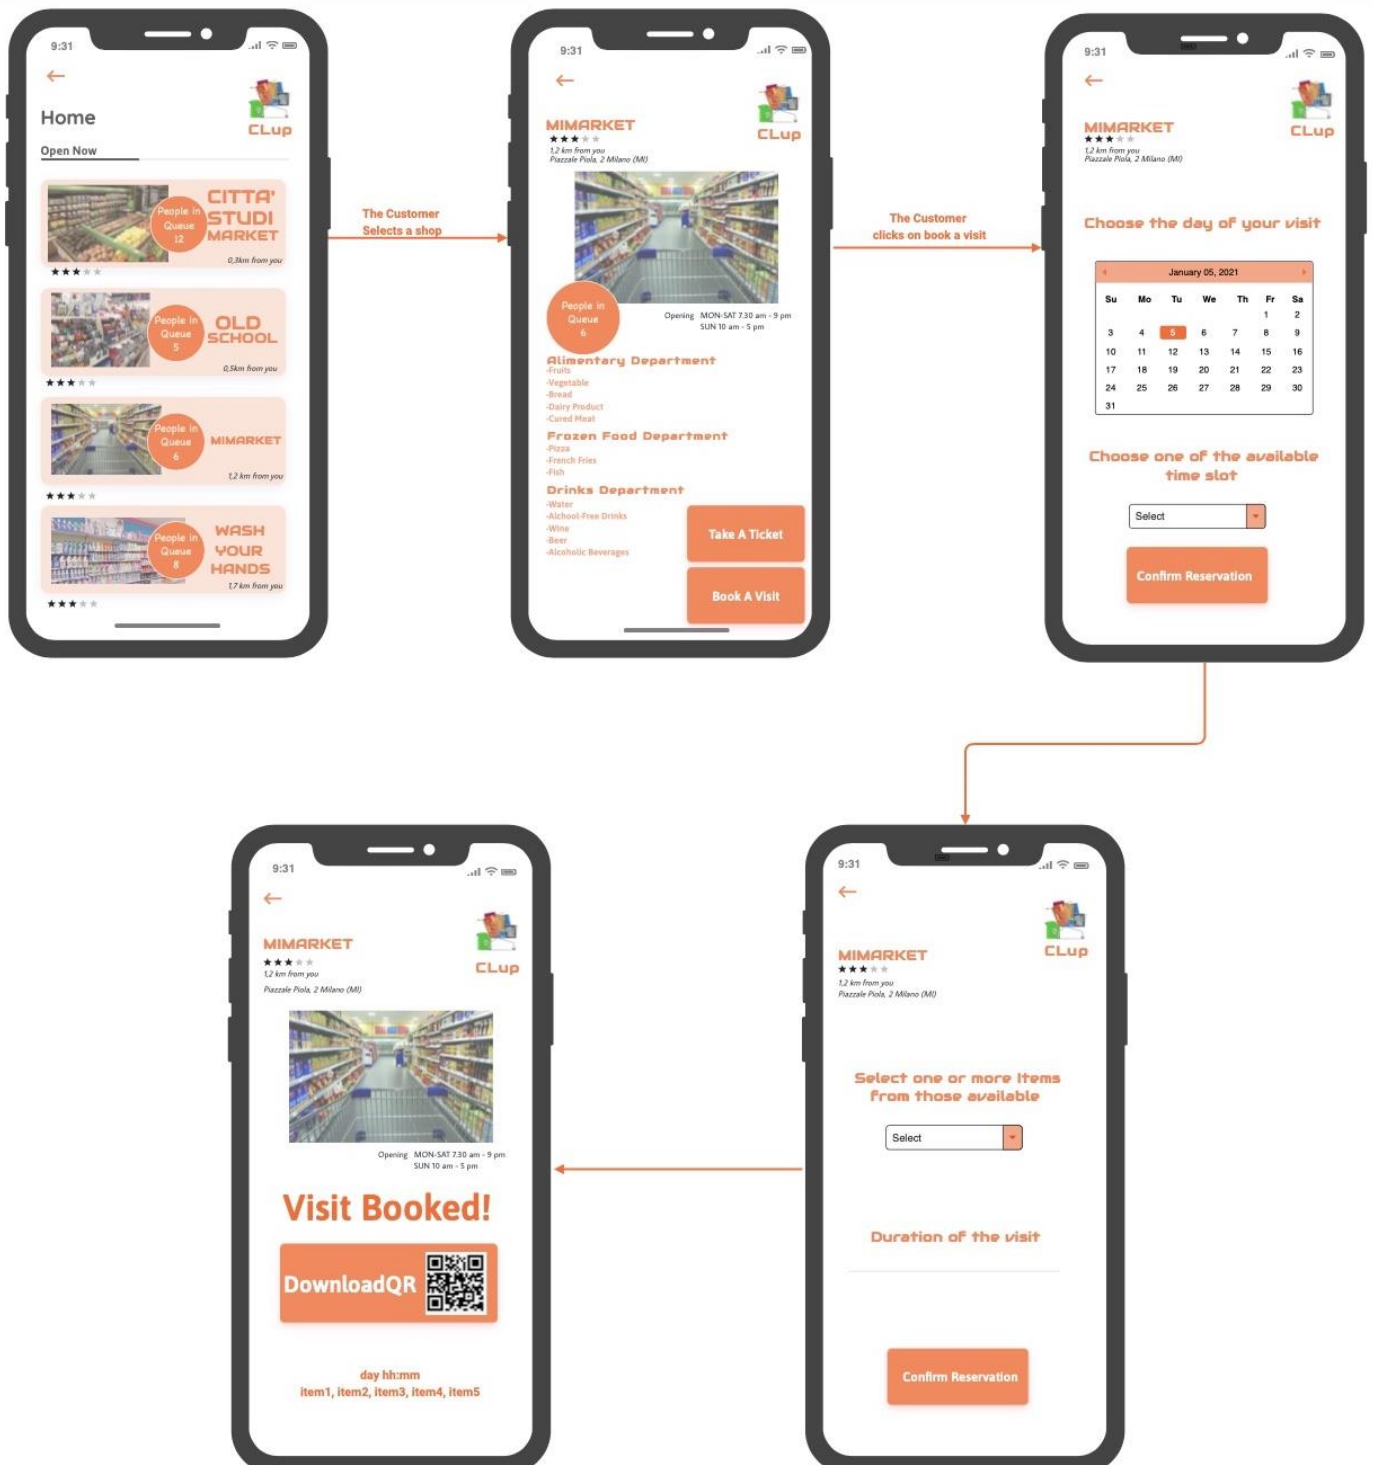 9:31
Home
CLup
Open Now
People in
Queue
12
CITTA'
STUDI
MARKET
0,3km from you
People in
Queue
5
OLD
SCHOOL
0,5km from you
People in
Queue
6
MIMARKET
1,2 km from you
People in
Queue
8
WASH
YOUR
HANDS
1,7 km from you
The Customer
Selects a shop
9:31
CLup
MIMARKET
1,2 km from you
Piazzale Piola, 2 Milano (MI)
People in
Queue
6
Opening MON-SAT 7.30 am - 9 pm
SUN 10 am - 5 pm
Alimentary Department
-Fruits
-Vegetable
-Bread
-Dairy Product
-Cured Meat
Frozen Food Department
-Pizza
-French Fries
-Fish
Drinks Department
-Water
-Alchool-Free Drinks
-Wine
-Beer
-Alcoholic Beverages
Take A Ticket
Book A Visit
The Customer
clicks on book a visit
9:31
CLup
MIMARKET
1,2 km from you
Piazzale Piola, 2 Milano (MI)
Choose the day of your visit
January 05, 2021
Su Mo Tu We Th Fr Sa
1 2
3 4 5 6 7 8 9
10 11 12 13 14 15 16
17 18 19 20 21 22 23
24 25 26 27 28 29 30
31
Choose one of the available
time slot
Select
Confirm Reservation
9:31
CLup
MIMARKET
1,2 km from you
Piazzale Piola, 2 Milano (MI)
Opening MON-SAT 7.30 am - 9 pm
SUN 10 am - 5 pm
Visit Booked!
DownloadQR
day hh:mm
item1, item2, item3, item4, item5
9:31
CLup
MIMARKET
1,2 km from you
Piazzale Piola, 2 Milano (MI)
Select one or more Items
from those available
Select
Duration of the visit
Confirm Reservation